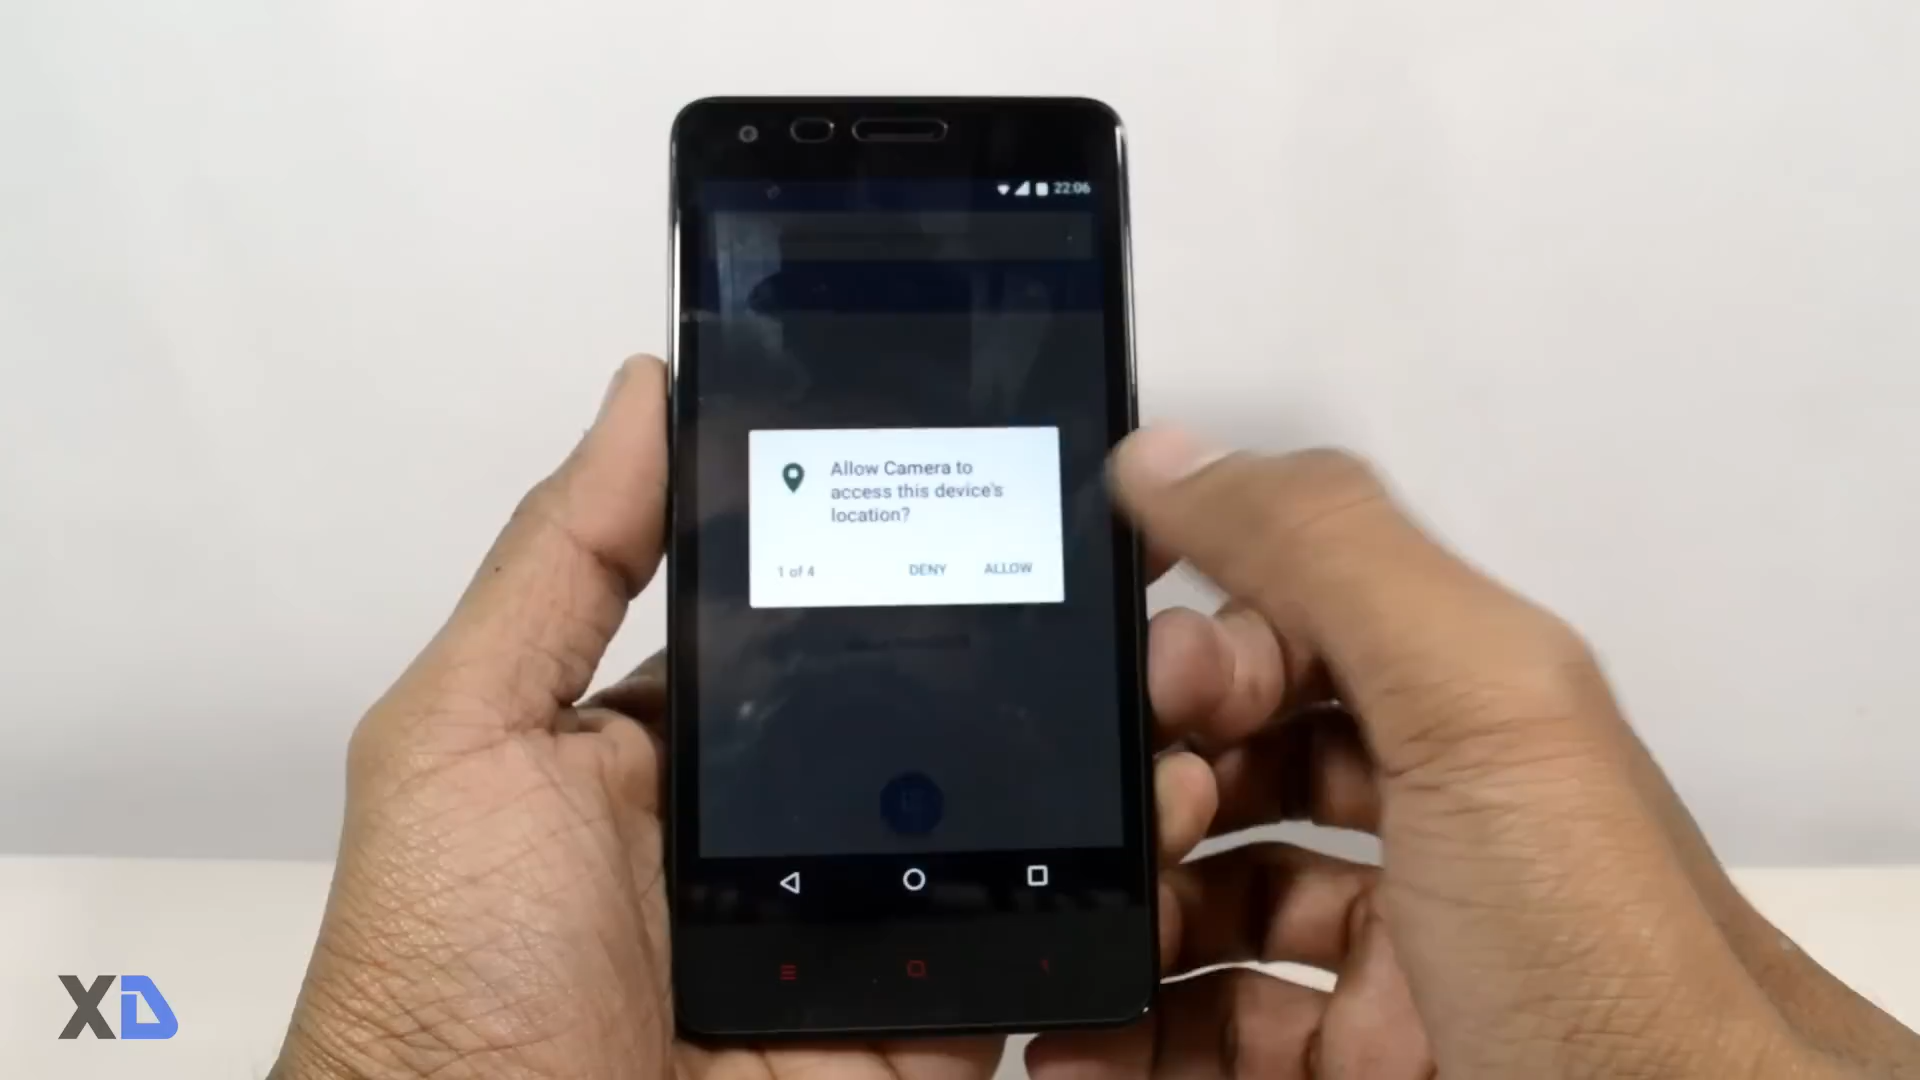 22:06
Allow Camera to
access this device's
location?
1 of 4 DENY ALLOW
XD